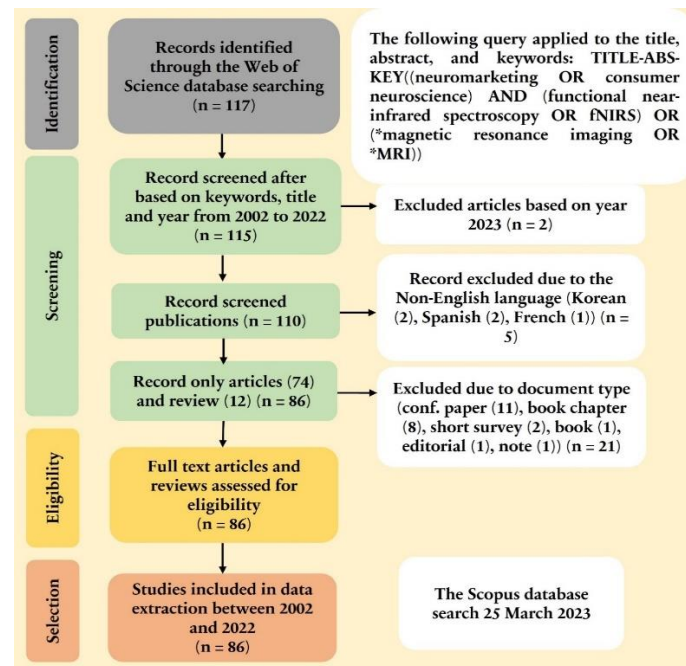 Identification
Records identified
through the Web of
Science database searching
(n = 117)
The following query applied to the title,
abstract, and keywords: TITLE-ABS-
KEY((neuromarketing OR consumer
neuroscience) AND (functional near-
infrared spectroscopy OR fNIRS) OR
(*magnetic resonance imaging OR
*MRI))
Screening
Record screened after
based on keywords, title
and year from 2002 to 2022
(n = 115)
Excluded articles based on year
2023 (n = 2)
Record screened
publications (n = 110)
Record excluded due to the
Non-English language (Korean
(2), Spanish (2), French (1)) (n =
5)
Record only articles (74)
and review (12) (n = 86)
Excluded due to document type
(conf. paper (11), book chapter
(8), short survey (2), book (1),
editorial (1), note (1)) (n = 21)
Eligibility
Full text articles and
reviews assessed for
eligibility
(n = 86)
Selection
Studies included in data
extraction between 2002
and 2022
(n = 86)
The Scopus database
search 25 March 2023